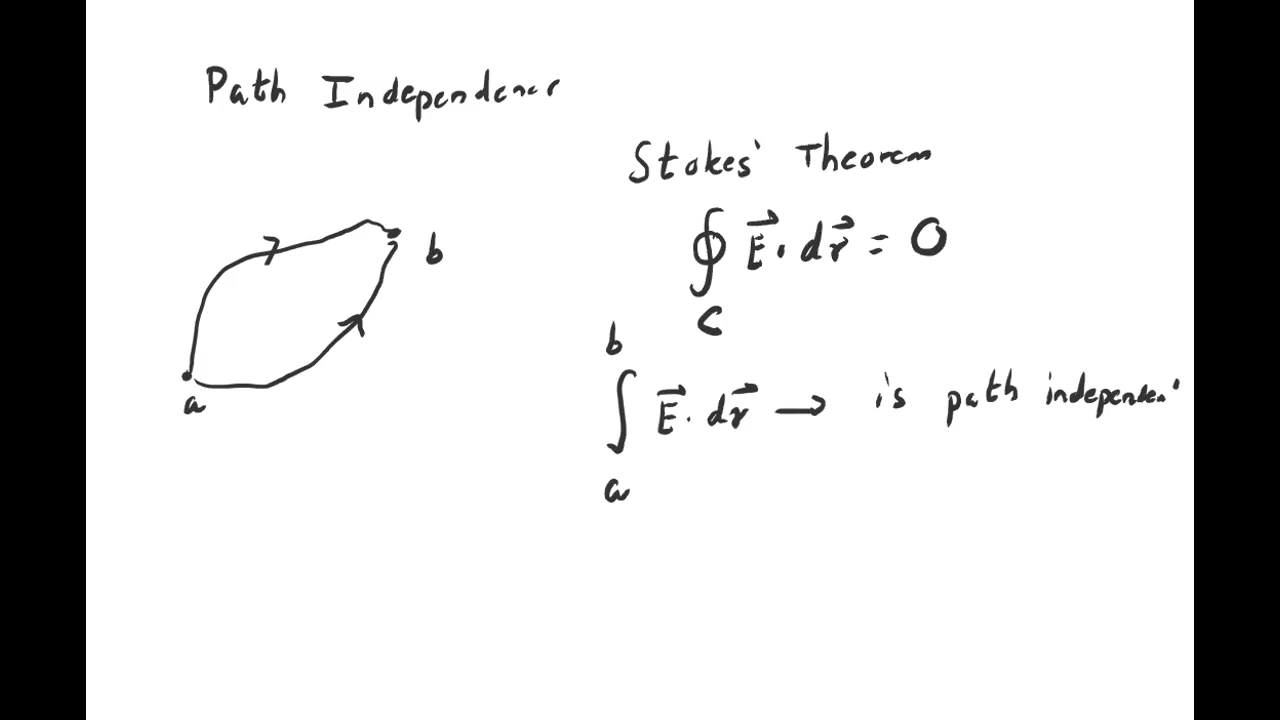 Path Independence
Stokes' Theorem
∮ E⃗ · dr⃗ = 0
C
b
a
b
∫ E⃗ · dr⃗ → is path independent
a